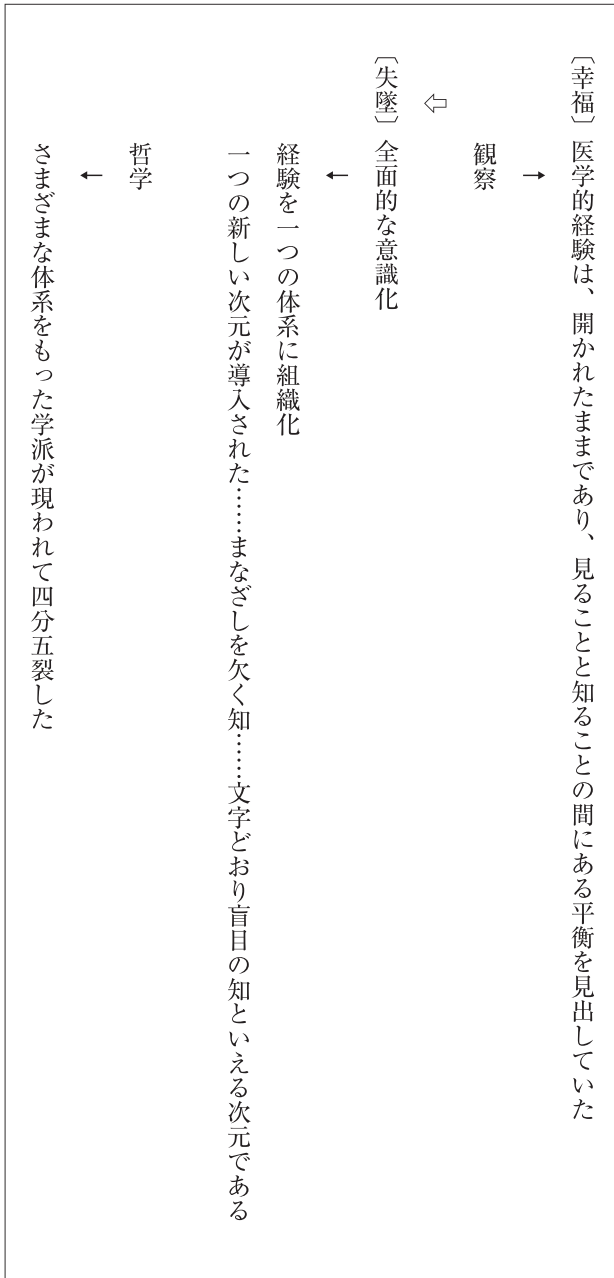 〔幸福〕医学的経験は、開かれたままであり、見ることと知ることの間にある平衡を見出していた
→
観察
⇦
〔失墜〕全面的な意識化
←
経験を一つの体系に組織化
一つの新しい次元が導入された……まなざしを欠く知……文字どおり盲目の知といえる次元である
哲学
←
さまざまな体系をもった学派が現われて四分五裂した